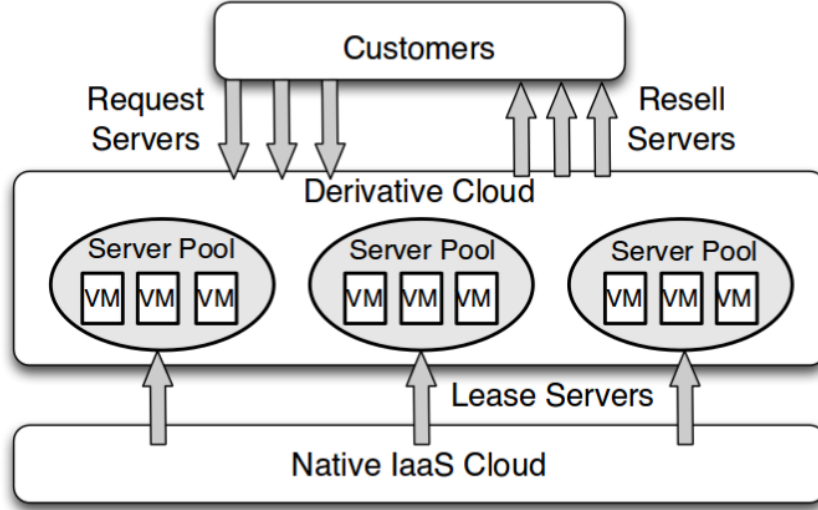 Customers
Request
Servers
Resell
Servers
Derivative Cloud
Server Pool
VM VM VM
Server Pool
VM VM VM
Server Pool
VM VM VM
Lease Servers
Native IaaS Cloud